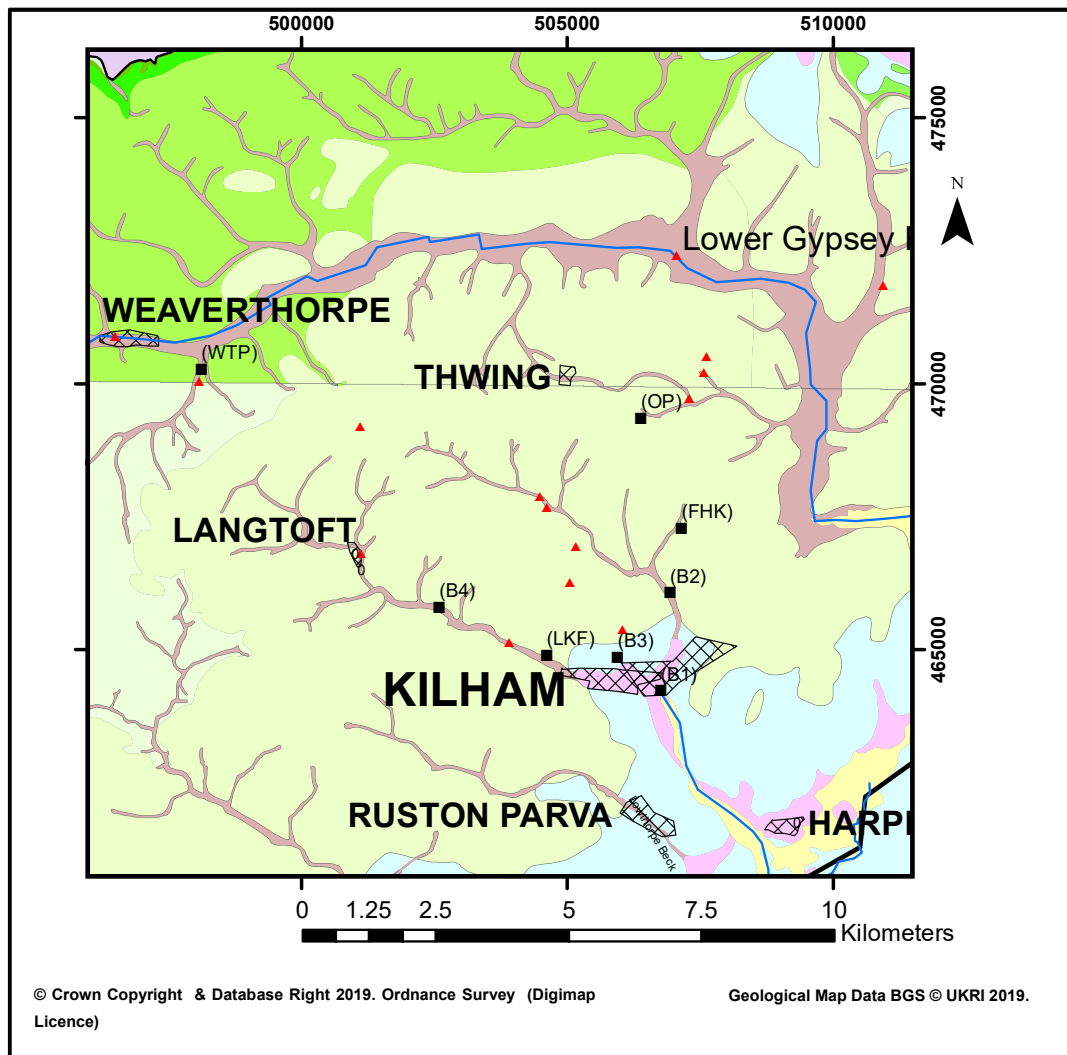 500000 505000 510000
475000
N
Lower Gypsey
WEAVERTHORPE
(WTP)
THWING
470000
(OP)
LANGTOFT
(FHK)
(B2)
(B4)
(LKF)
(B3)
465000
KILHAM
(B1)
RUSTON PARVA
HARPI
Beck
0 1.25 2.5 5 7.5 10
Kilometers
© Crown Copyright & Database Right 2019. Ordnance Survey (Digimap
Licence)
Geological Map Data BGS © UKRI 2019.